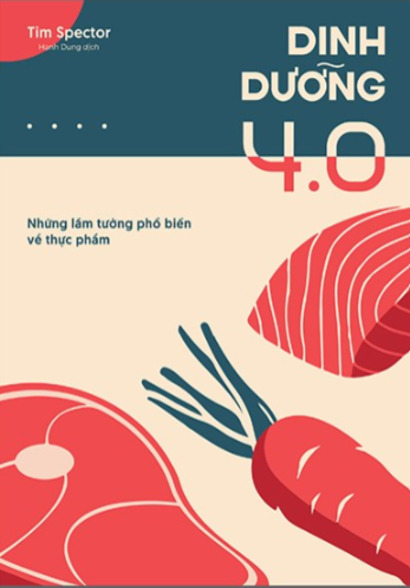 Tim Spector
Hạnh Dung dịch
DINH
DƯỠNG
4.0
Những lầm tưởng phổ biến
về thực phẩm